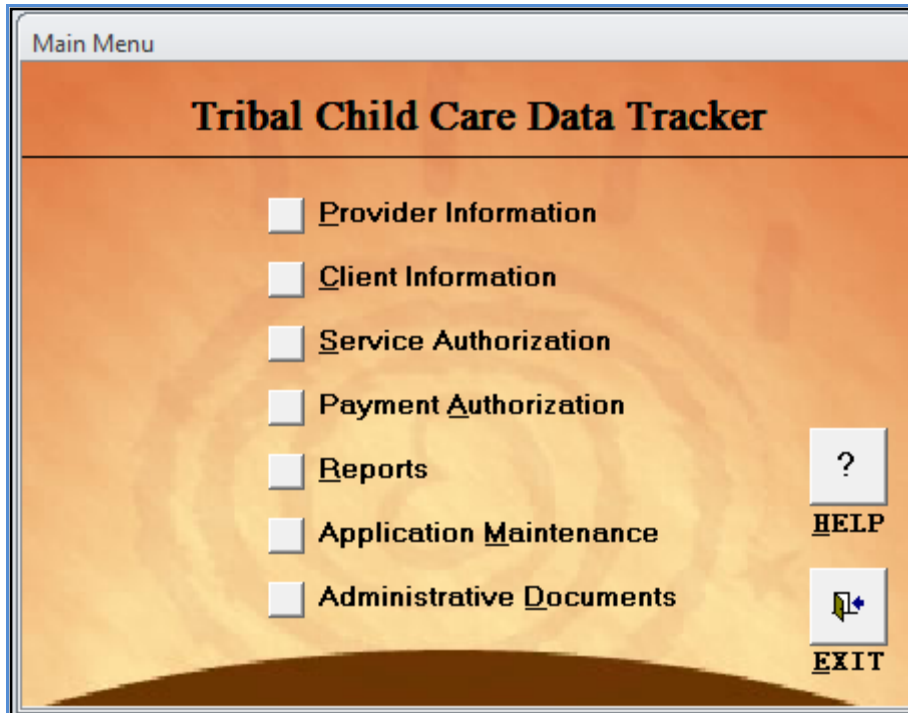 Main Menu
Tribal Child Care Data Tracker
Provider Information
Client Information
Service Authorization
Payment Authorization
Reports
Application Maintenance
Administrative Documents
?
HELP
EXIT